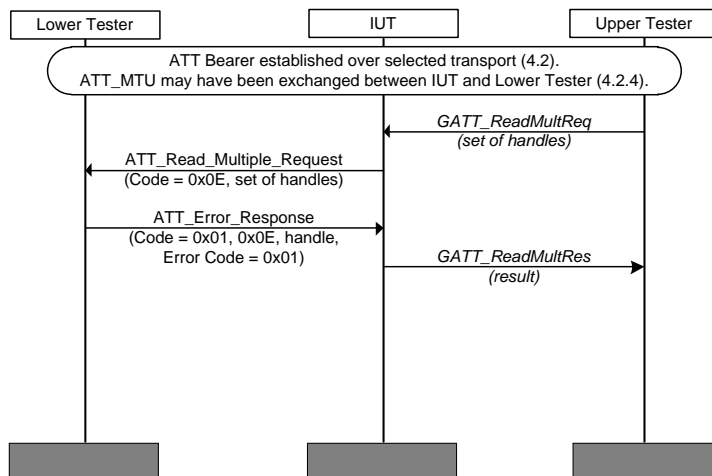 Lower Tester
IUT
Upper Tester
ATT Bearer established over selected transport (4.2).
ATT_MTU may have been exchanged between IUT and Lower Tester (4.2.4).
GATT_ReadMultReq
(set of handles)
ATT_Read_Multiple_Request
(Code = 0x0E, set of handles)
ATT_Error_Response
(Code = 0x01, 0x0E, handle,
Error Code = 0x01)
GATT_ReadMultRes
(result)